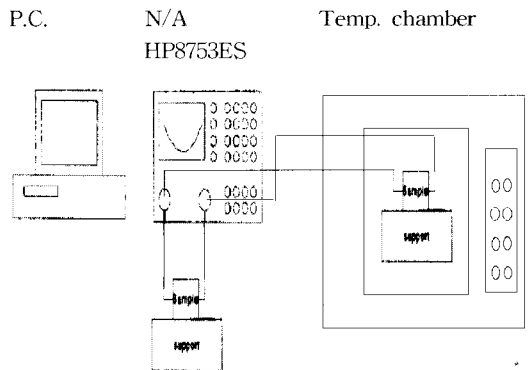 P.C.
N/A
HP8753ES
Temp. chamber
Sample
support
Sample
support